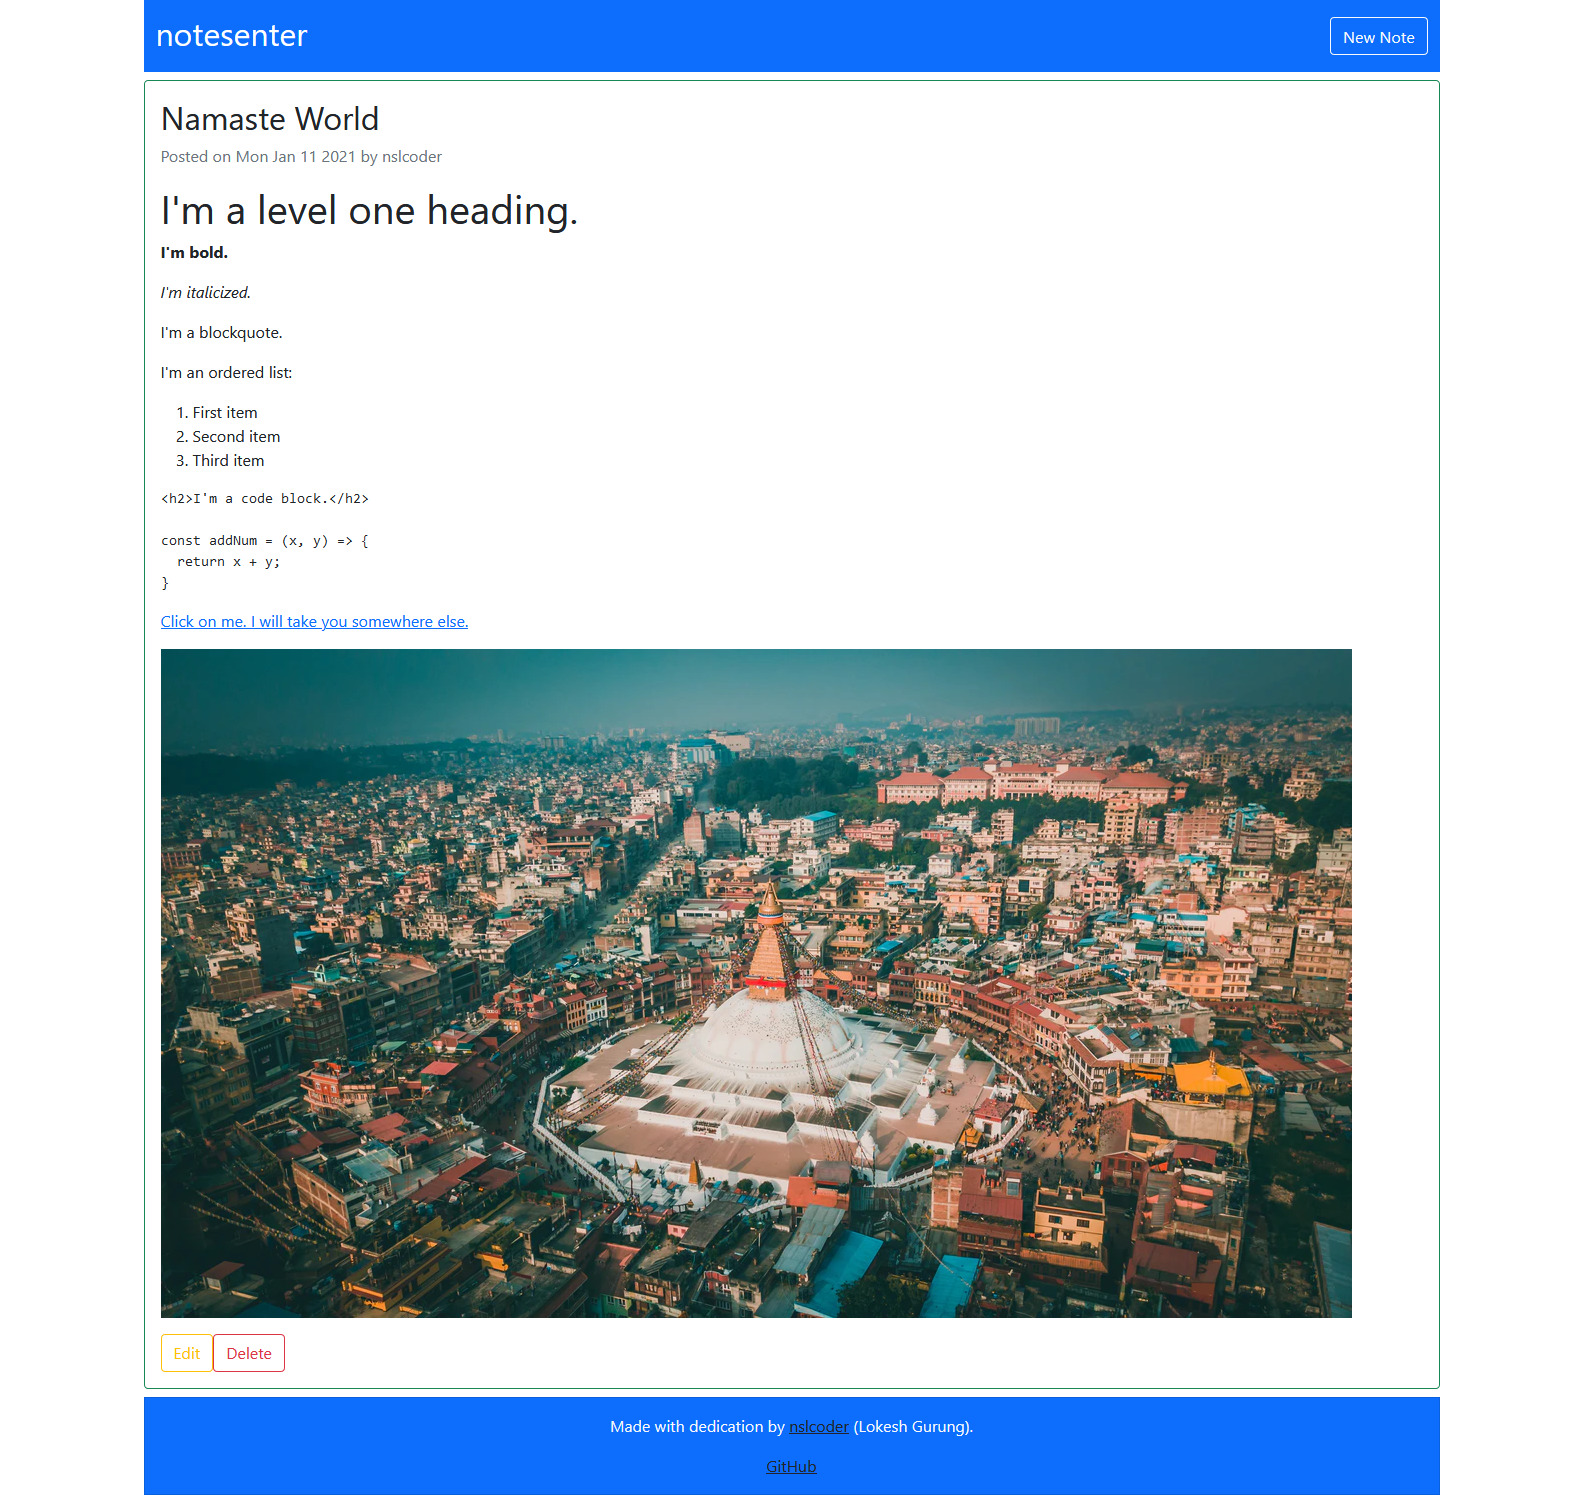 notesenter
New Note
Namaste World
Posted on Mon Jan 11 2021 by nslcoder
I'm a level one heading.
I'm bold.
I'm italicized.
I'm a blockquote.
I'm an ordered list:
1. First item
2. Second item
3. Third item
<h2>I'm a code block.</h2>
const addNum = (x, y) => {
  return x + y;
}
Click on me. I will take you somewhere else.
Edit
Delete
Made with dedication by nslcoder (Lokesh Gurung).
GitHub